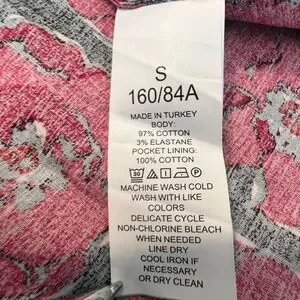 S
160/84A
MADE IN TURKEY
BODY:
97% COTTON
3% ELASTANE
POCKET LINING:
100% COTTON
30
MACHINE WASH COLD
WASH WITH LIKE
COLORS
DELICATE CYCLE
NON-CHLORINE BLEACH
WHEN NEEDED
LINE DRY
COOL IRON IF
NECESSARY
OR DRY CLEAN